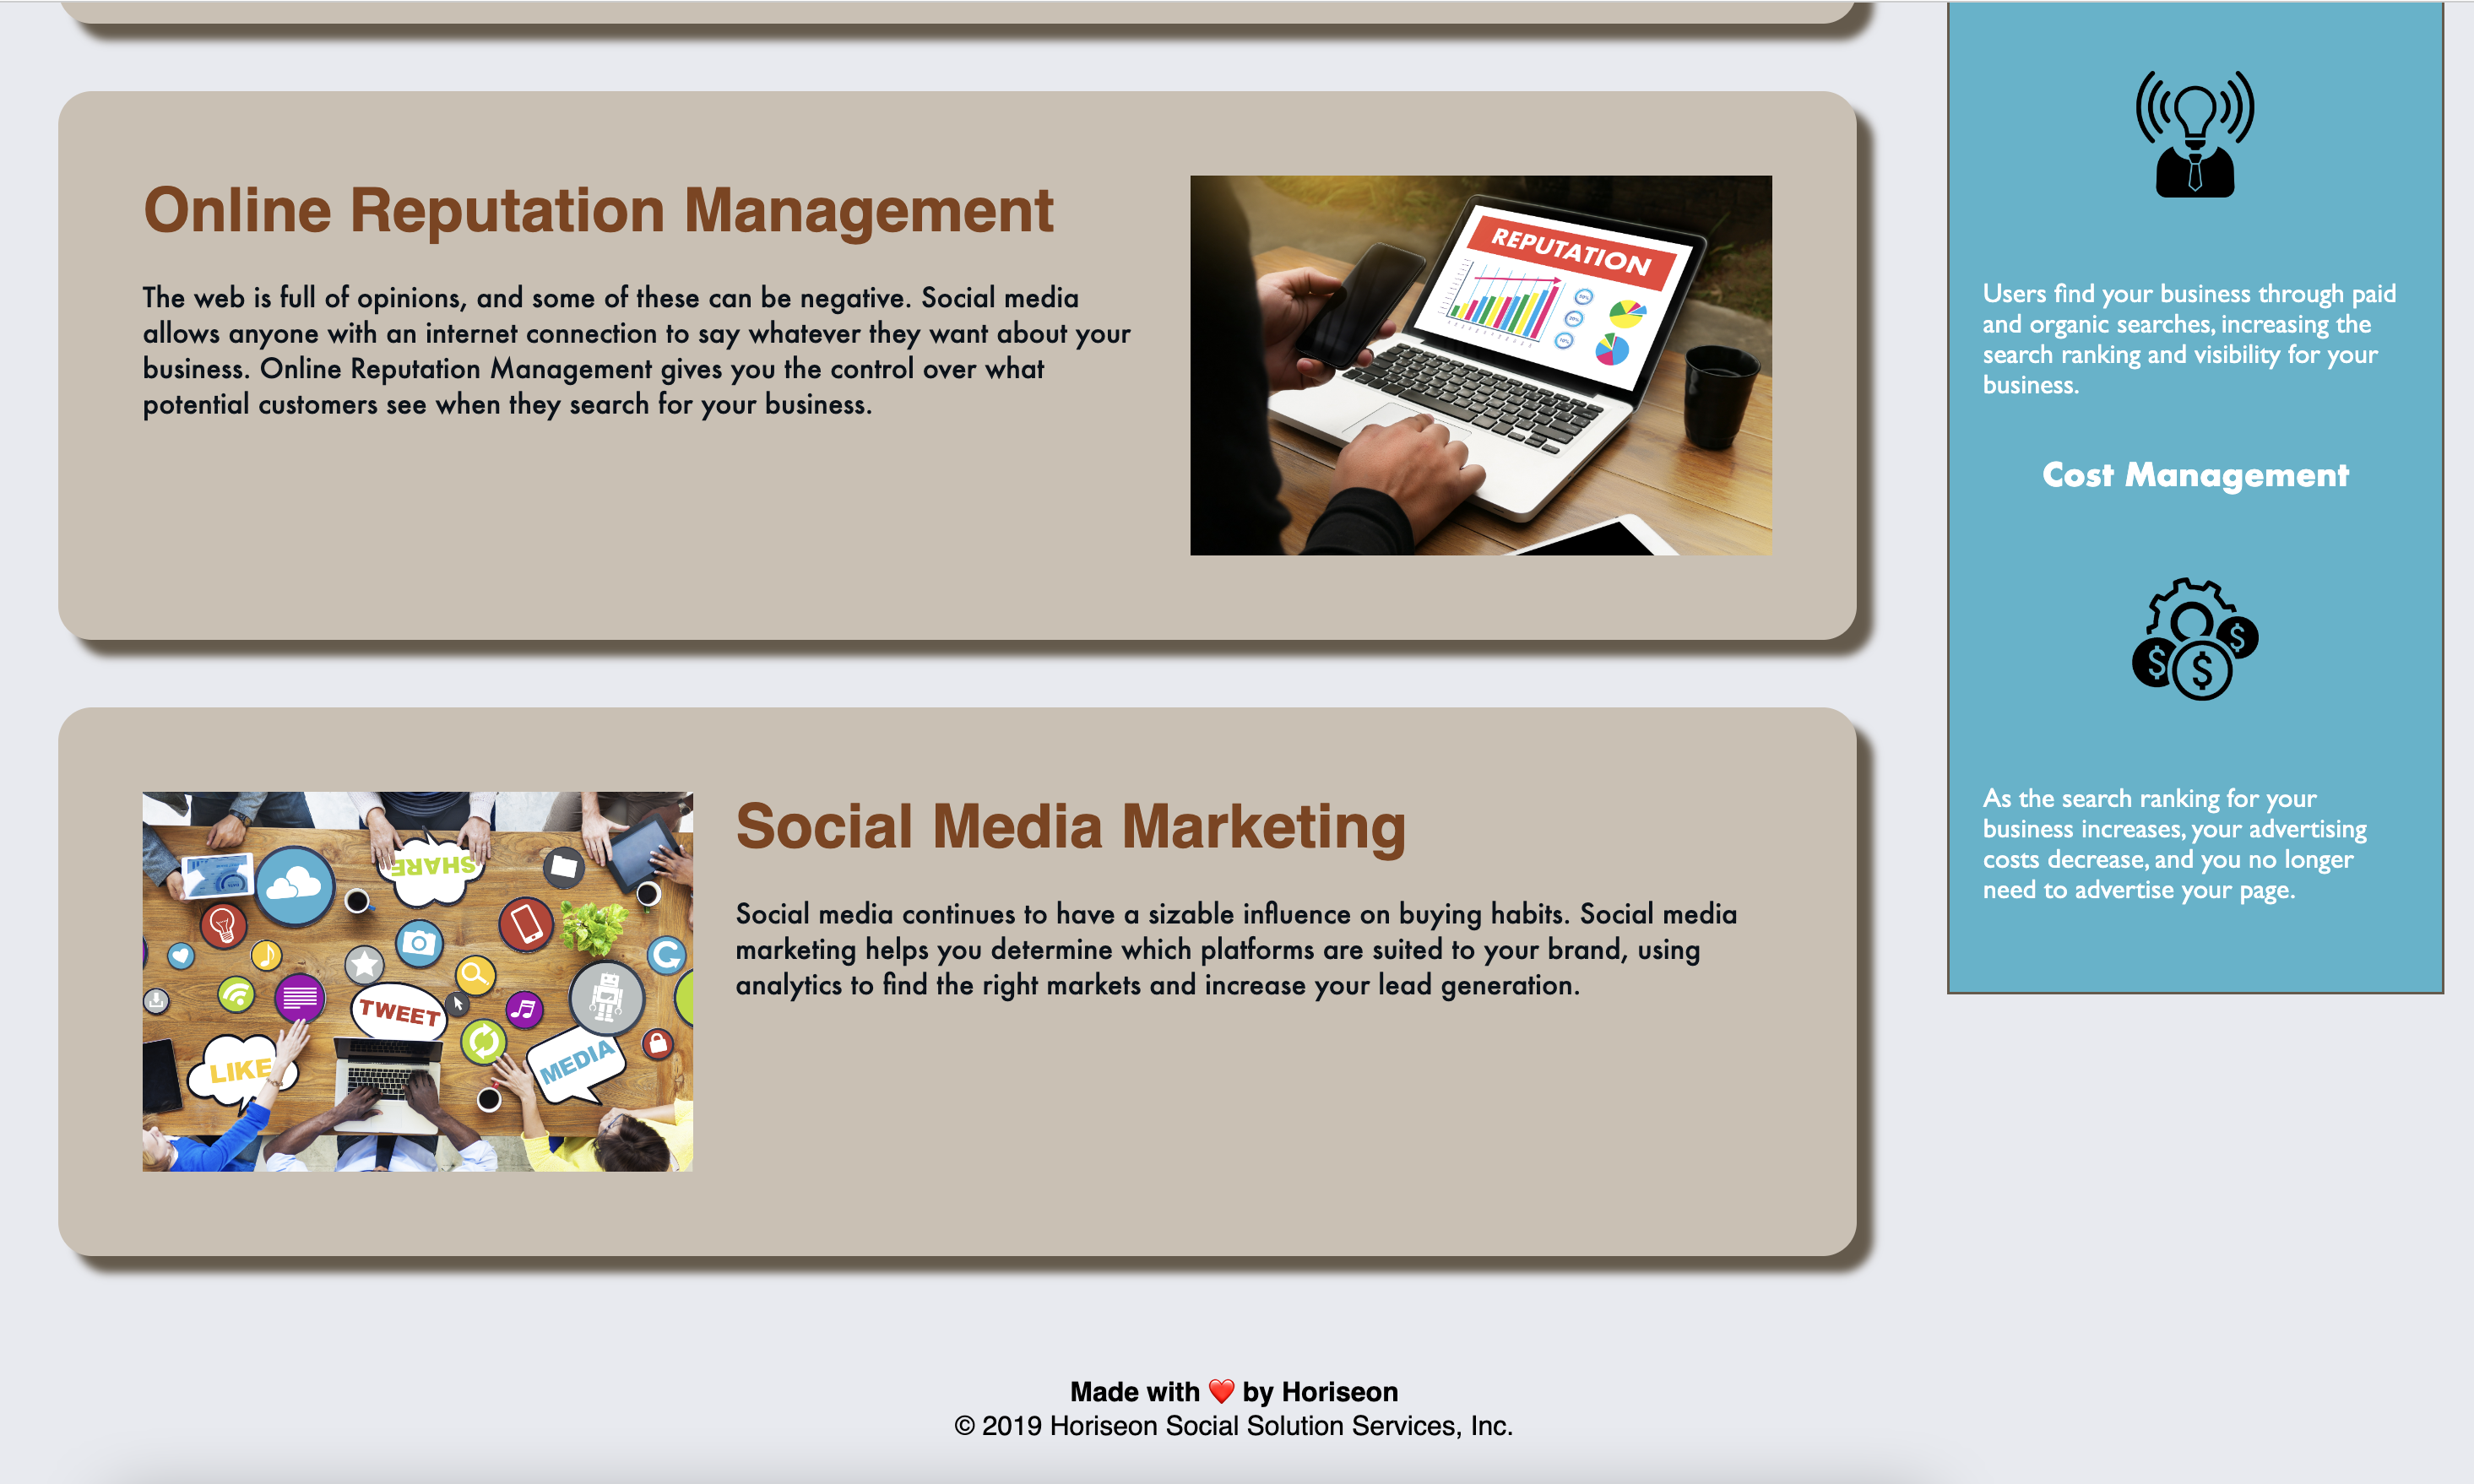 Online Reputation Management
The web is full of opinions, and some of these can be negative. Social media
allows anyone with an internet connection to say whatever they want about your
business. Online Reputation Management gives you the control over what
potential customers see when they search for your business.
REPUTATION
Social Media Marketing
Social media continues to have a sizable influence on buying habits. Social media
marketing helps you determine which platforms are suited to your brand, using
analytics to find the right markets and increase your lead generation.
SHARE
TWEET
LIKE
MEDIA
Users find your business through paid
and organic searches, increasing the
search ranking and visibility for your
business.
Cost Management
$ $ $
As the search ranking for your
business increases, your advertising
costs decrease, and you no longer
need to advertise your page.
Made with ❤️ by Horiseon
© 2019 Horiseon Social Solution Services, Inc.